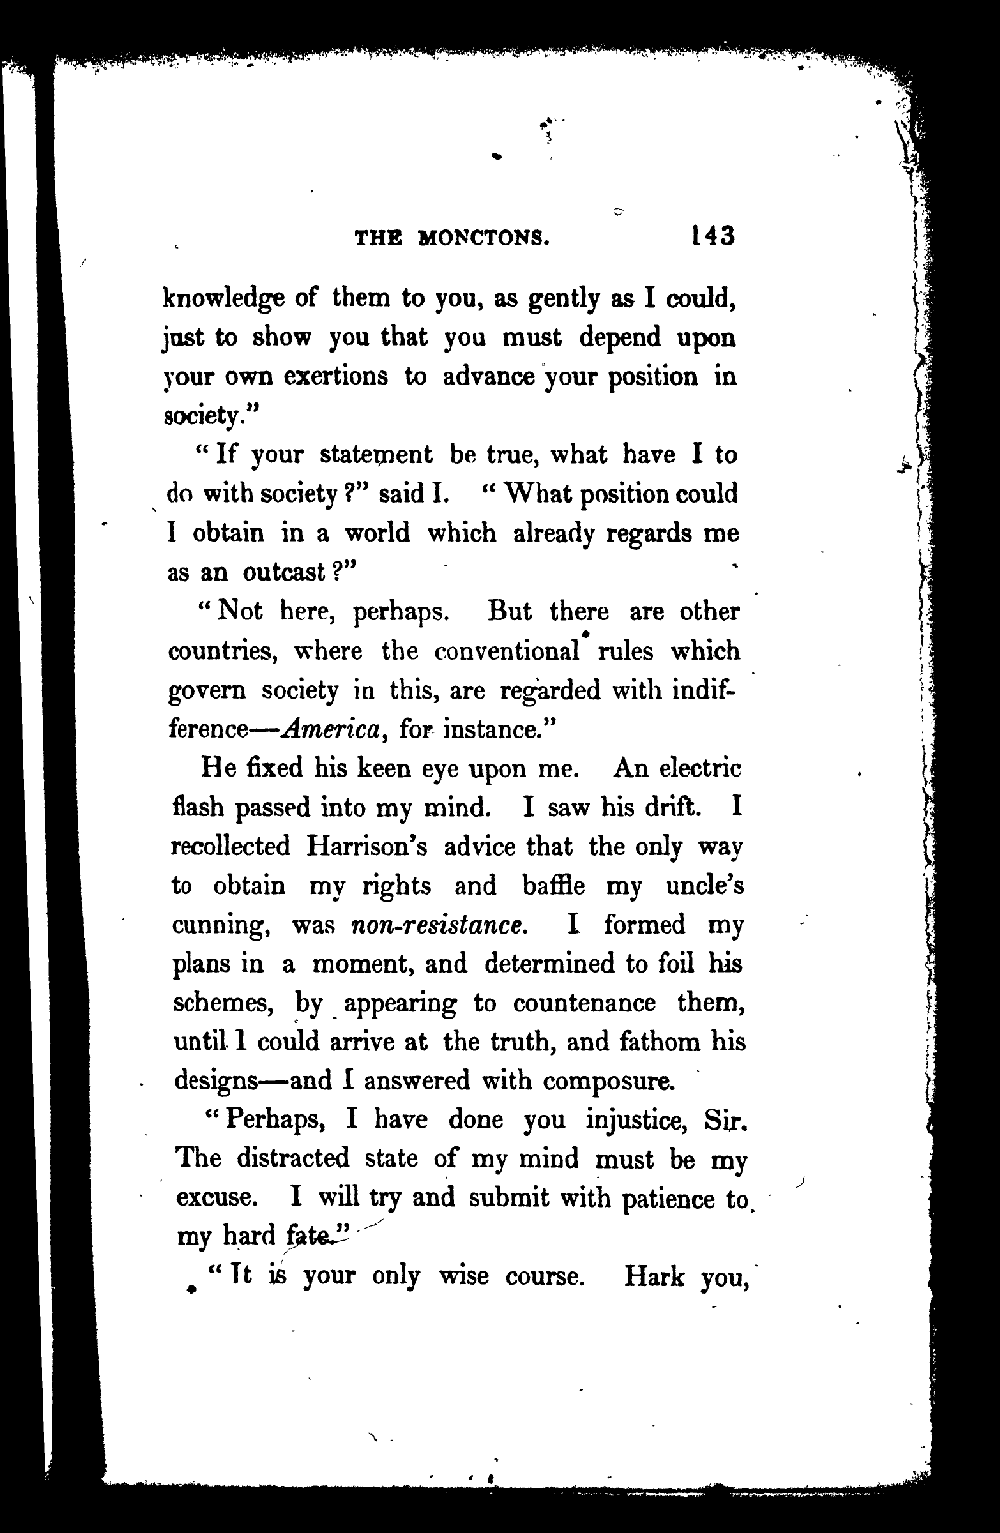 THE MONCTONS. 143
knowledge of them to you, as gently as I could,
just to show you that you must depend upon
your own exertions to advance your position in
society.”
“If your statement be true, what have I to
do with society?” said I. “What position could
I obtain in a world which already regards me
as an outcast?”
“Not here, perhaps. But there are other
countries, where the conventional rules which
govern society in this, are regarded with indif-
ference—America, for instance.”
He fixed his keen eye upon me. An electric
flash passed into my mind. I saw his drift. I
recollected Harrison’s advice that the only way
to obtain my rights and baffle my uncle’s
cunning, was non-resistance. I formed my
plans in a moment, and determined to foil his
schemes, by appearing to countenance them,
until I could arrive at the truth, and fathom his
designs—and I answered with composure.
“Perhaps, I have done you injustice, Sir.
The distracted state of my mind must be my
excuse. I will try and submit with patience to
my hard fate.”
“It is your only wise course. Hark you,